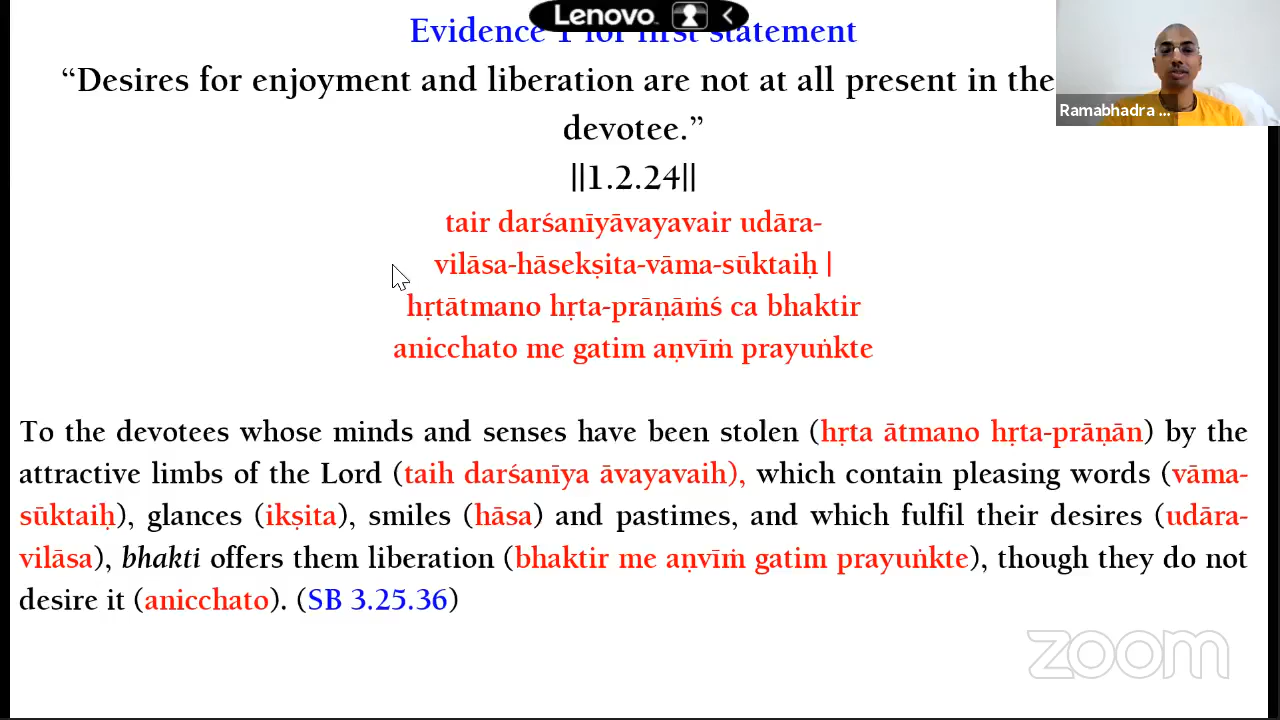 Lenovo
Evidence 1 for first statement
“Desires for enjoyment and liberation are not at all present in the
devotee.”
||1.2.24||
tair darśanīyāvayavair udāra-
vilāsa-hāsekṣita-vāma-sūktaiḥ |
hṛtātmano hṛta-prāṇāṁś ca bhaktir
anicchato me gatim aṇvīṁ prayuṅkte
To the devotees whose minds and senses have been stolen (hṛta ātmano hṛta-prāṇān) by the
attractive limbs of the Lord (taih darśanīya āvayavaih), which contain pleasing words (vāma-
sūktaiḥ), glances (ikṣita), smiles (hāsa) and pastimes, and which fulfil their desires (udāra-
vilāsa), bhakti offers them liberation (bhaktir me aṇvīṁ gatim prayuṅkte), though they do not
desire it (anicchato). (SB 3.25.36)
Ramabhadra ...
zoom